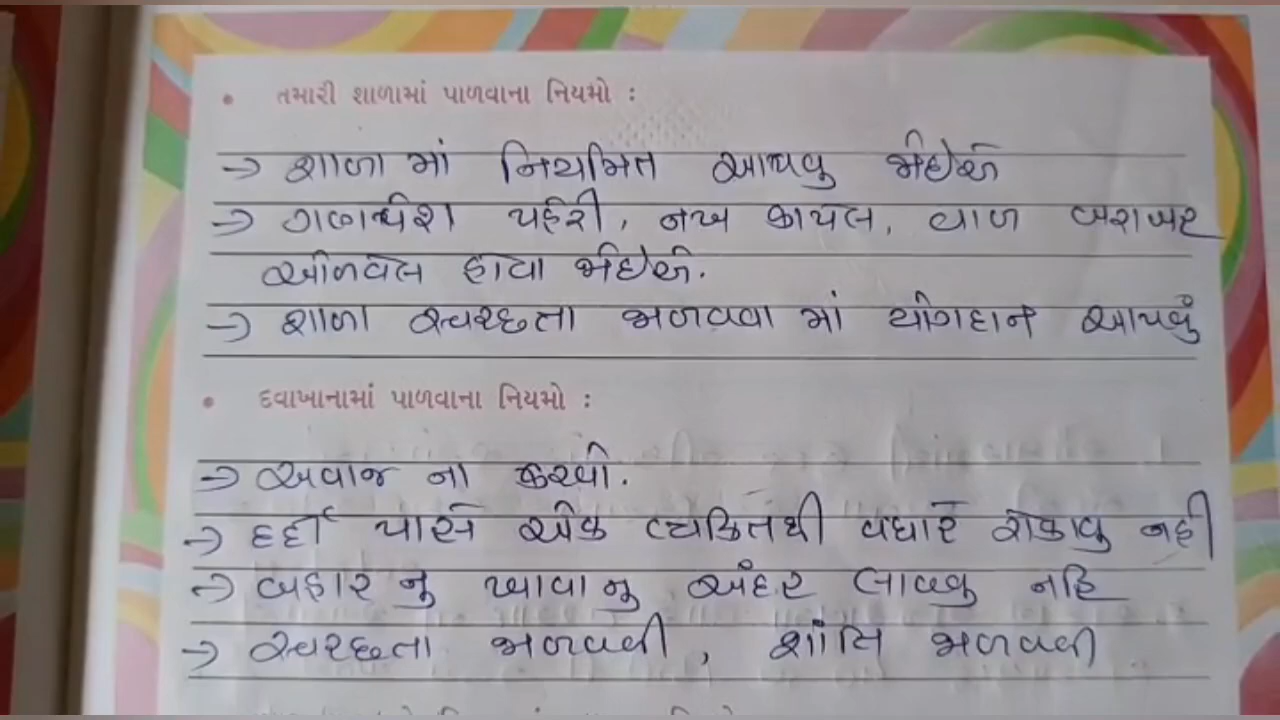 • તમારી શાળામાં પાળવાના નિયમો :
→ શાળા માં નિયમિત આવવુ જોઈએ
→ ગણવેશ પહેરી, નખ કાપેલ, વાળ બરાબર
ઓળવેલ હોવા જોઈએ.
→ શાળા સ્વચ્છતા જાળવવા માં યોગદાન આપવું
• દવાખાનામાં પાળવાના નિયમો :
→ અવાજ ના કરવો.
→ દર્દી પાસે એક વ્યકિતથી વધારે રોકાવુ નહી
→ બહાર નુ ખાવા નુ અંદર લાવવુ નહિ
→ સ્વચ્છતા જાળવવી, શાંતિ જાળવવી